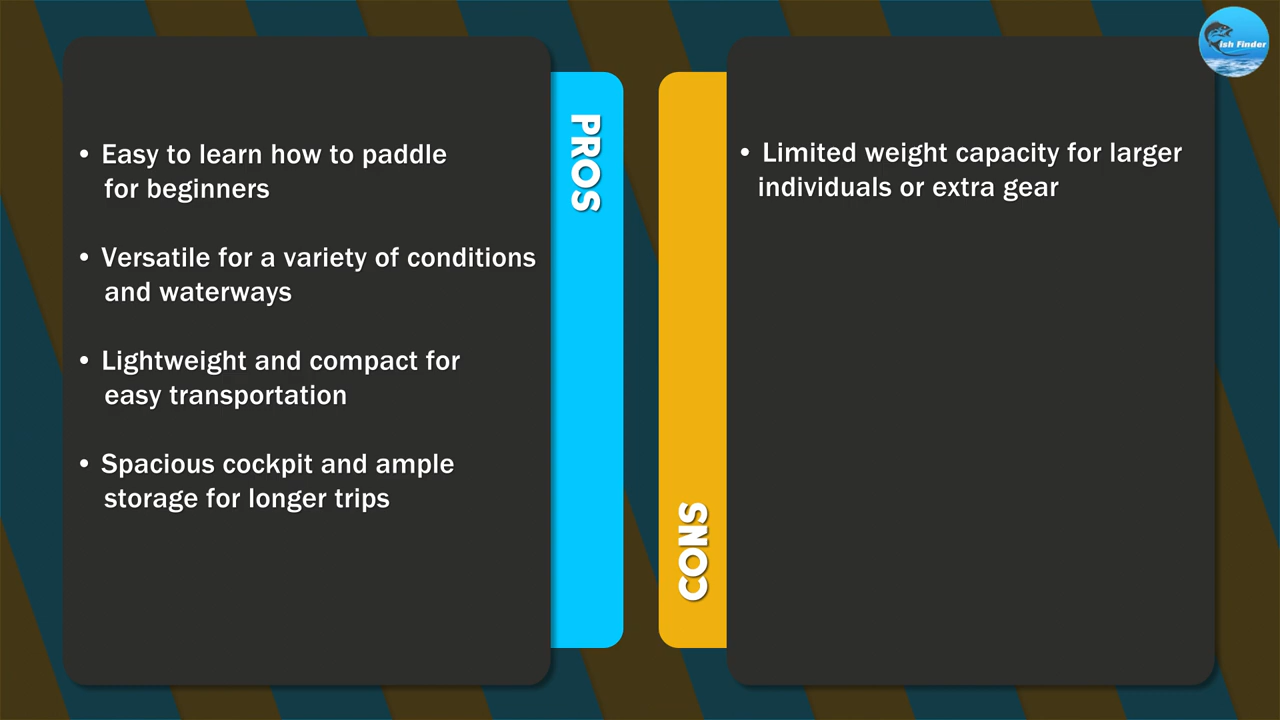 • Easy to learn how to paddle
for beginners
• Versatile for a variety of conditions
and waterways
• Lightweight and compact for
easy transportation
• Spacious cockpit and ample
storage for longer trips
PROS
CONS
• Limited weight capacity for larger
individuals or extra gear
ish Finder